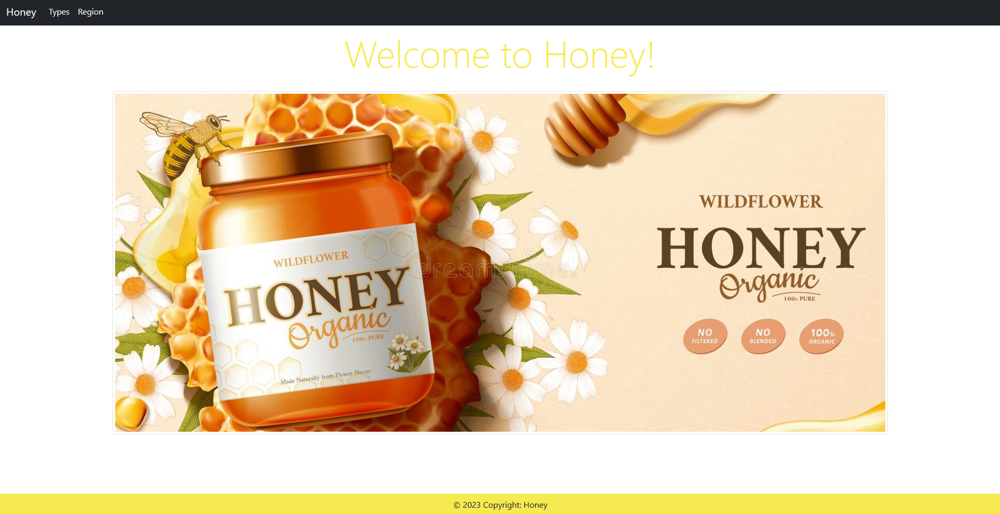 Honey Types Region
Welcome to Honey!
WILDFLOWER
HONEY
Organic
100% PURE
Made Naturally from Flower Nectar
WILDFLOWER
HONEY
Organic
100% PURE
NO
FILTERED
NO
BLENDED
100%
ORGANIC
© 2023 Copyright: Honey